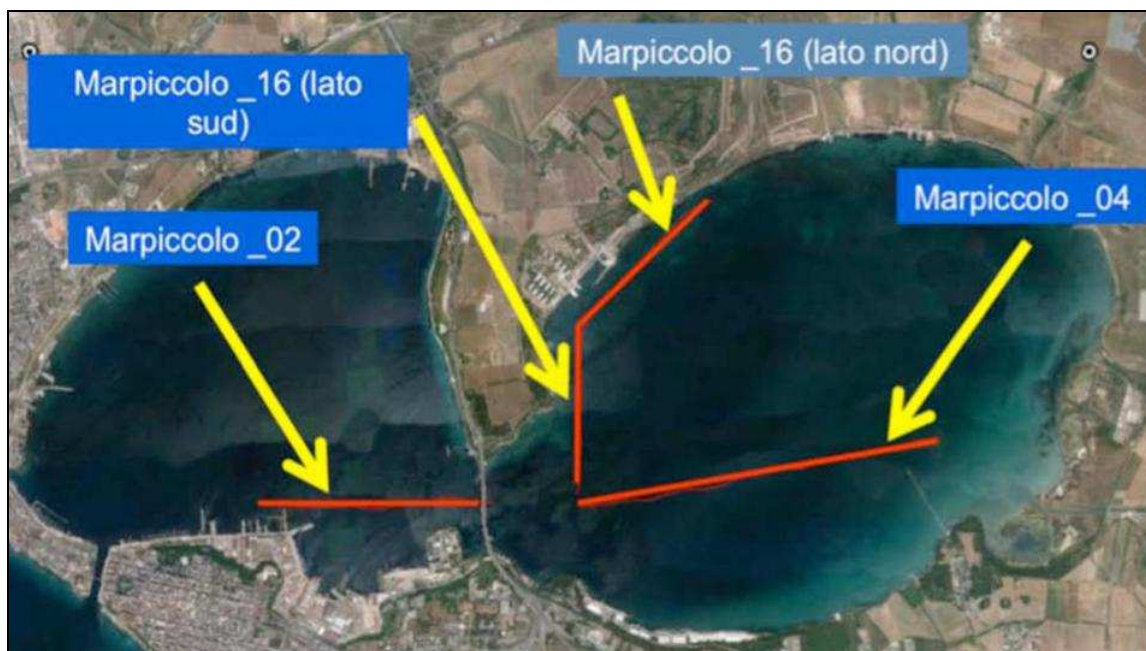 Marpiccolo _16 (lato nord)
Marpiccolo _16 (lato
sud)
Marpiccolo _04
Marpiccolo _02